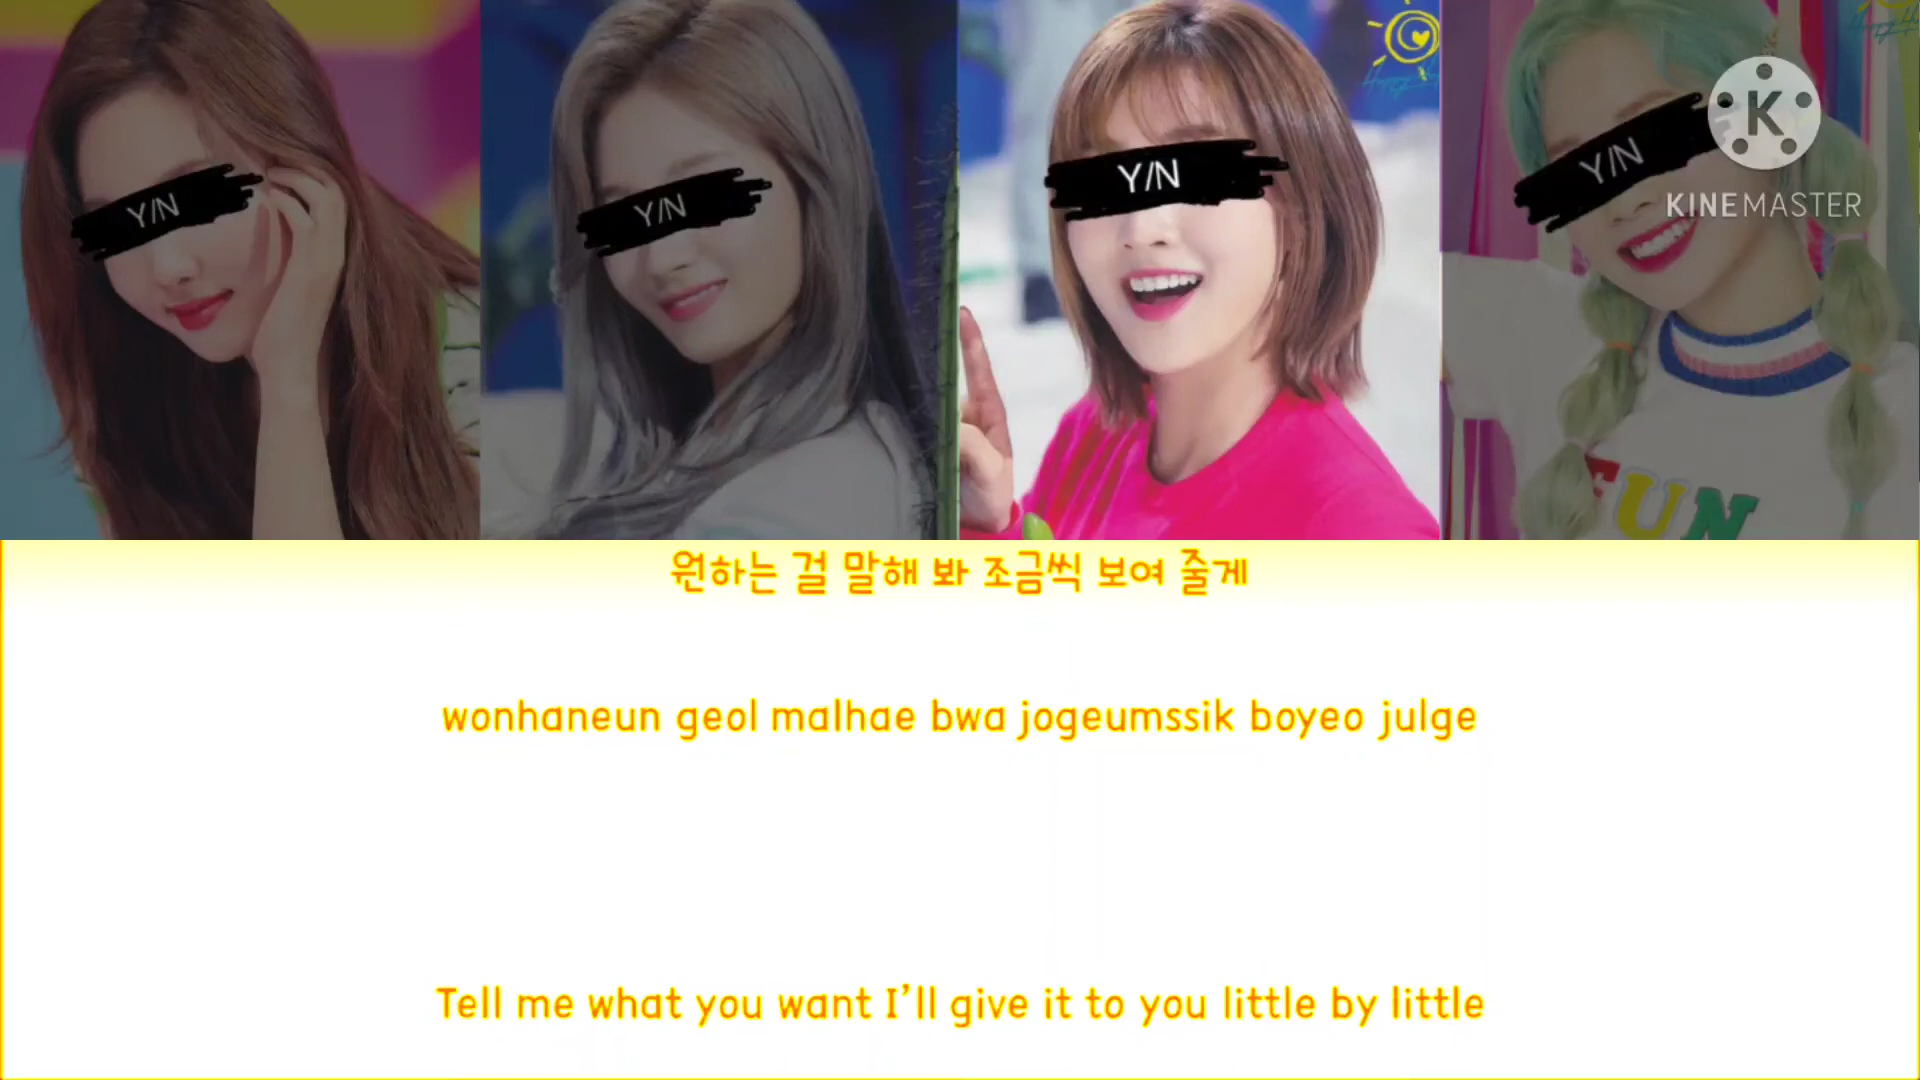 Y/N
Y/N
Y/N
Y/N
K
KINEMASTER
FUN
원하는 걸 말해 봐 조금씩 보여 줄게
wonhaneun geol malhae bwa jogeumssik boyeo julge
Tell me what you want I'll give it to you little by little